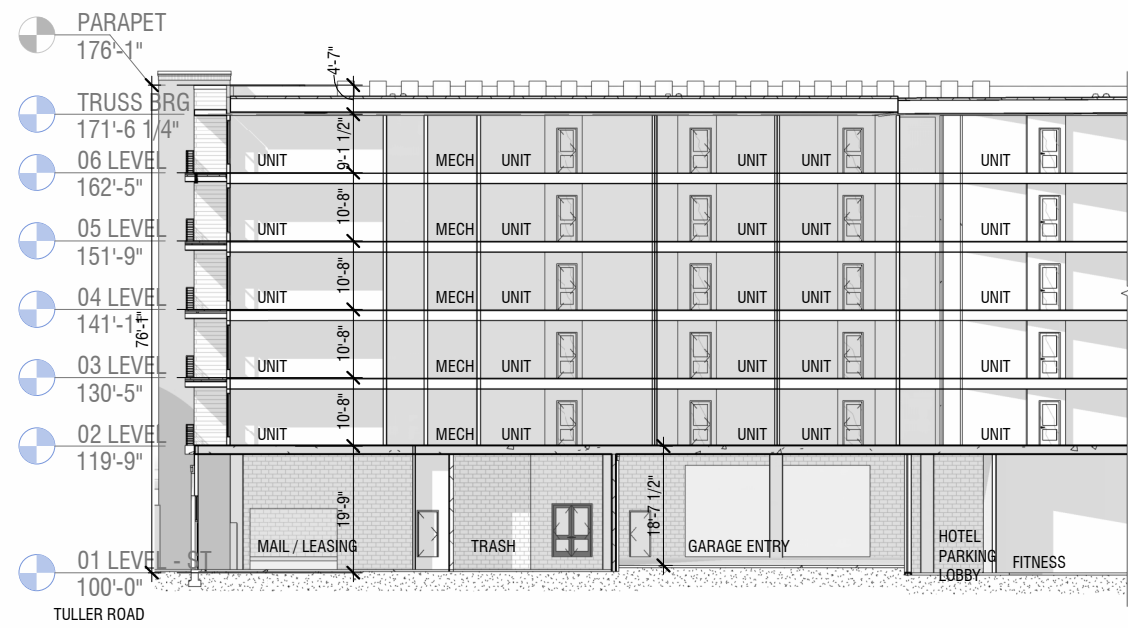 PARAPET
176'-1"
4'-7"
TRUSS BRG
171'-6 1/4"
9'-1 1/2"
06 LEVEL
162'-5"
UNIT MECH UNIT UNIT UNIT UNIT
10'-8"
05 LEVEL
151'-9"
UNIT MECH UNIT UNIT UNIT UNIT
10'-8"
04 LEVEL
141'-1"
UNIT MECH UNIT UNIT UNIT UNIT
76'-1"
10'-8"
03 LEVEL
130'-5"
UNIT MECH UNIT UNIT UNIT UNIT
10'-8"
02 LEVEL
119'-9"
UNIT MECH UNIT UNIT UNIT UNIT
19'-9"
18'-7 1/2"
MAIL / LEASING
TRASH
GARAGE ENTRY
HOTEL
PARKING
LOBBY
FITNESS
01 LEVEL - ST
100'-0"
TULLER ROAD